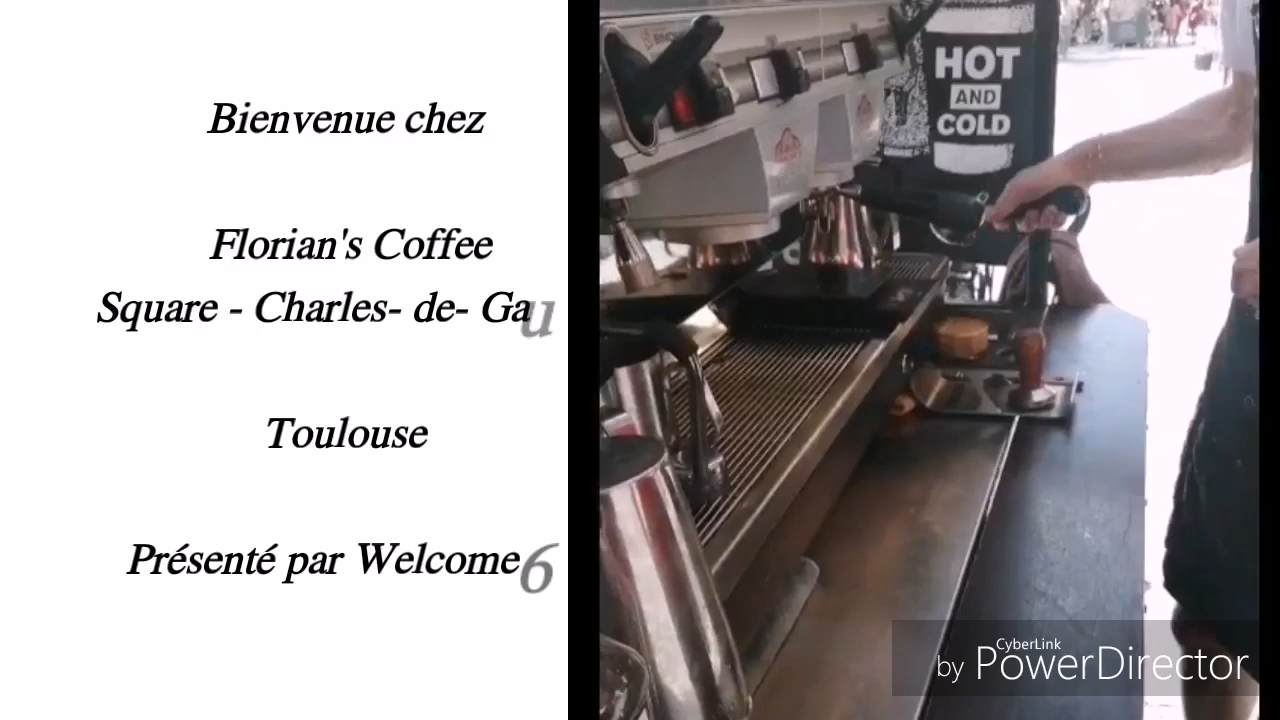 Bienvenue chez
Florian's Coffee
Square - Charles- de- Gau
Toulouse
Présenté par Welcome6
HOT
AND
COLD
CyberLink
by PowerDirector